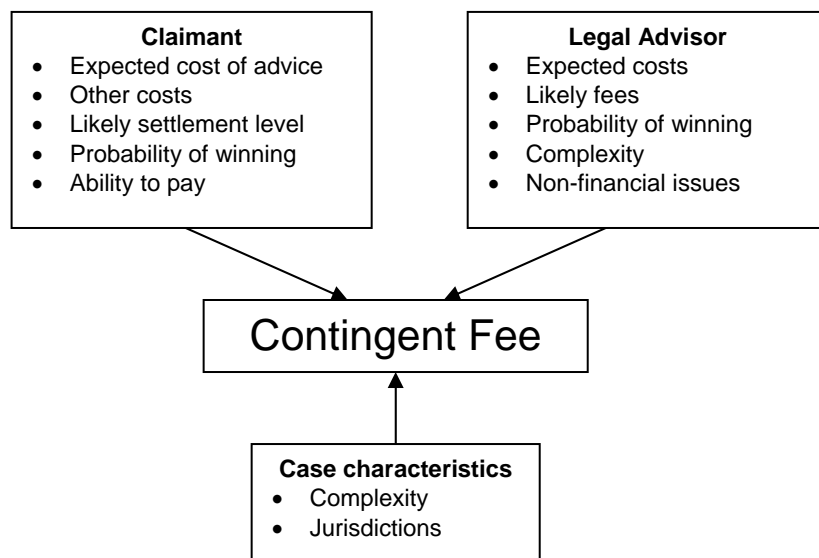 Claimant
• Expected cost of advice
• Other costs
• Likely settlement level
• Probability of winning
• Ability to pay
Legal Advisor
• Expected costs
• Likely fees
• Probability of winning
• Complexity
• Non-financial issues
Contingent Fee
Case characteristics
• Complexity
• Jurisdictions